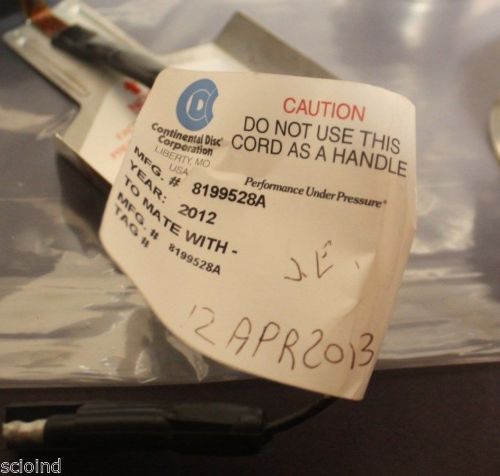 CAUTION
DO NOT USE THIS
CORD AS A HANDLE
Continental Disc®
Corporation
LIBERTY, MO
USA
Performance Under Pressure®
MFG. # 8199528A
YEAR: 2012
TO MATE WITH -
MFG. # 8199528A
TAG #
12 APR 2013
scioind